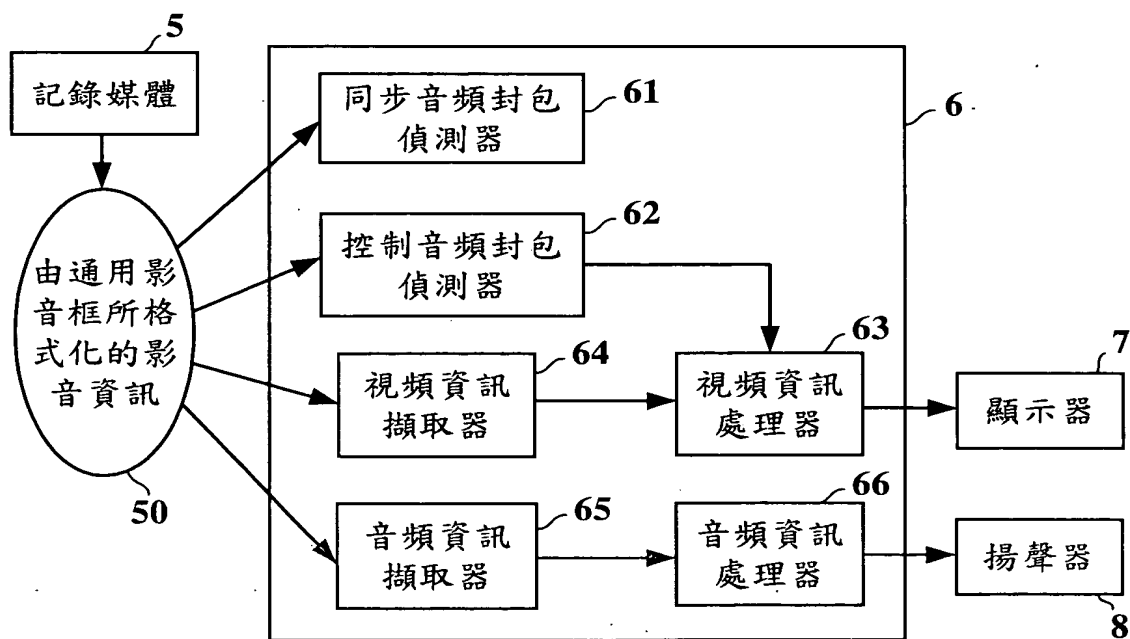 5
記錄媒體
由通用影
音框所格
式化的影
音資訊
50
同步音頻封包
偵測器
61
6
控制音頻封包
偵測器
62
視頻資訊
擷取器
64
視頻資訊
處理器
63
顯示器
7
音頻資訊
擷取器
65
音頻資訊
處理器
66
揚聲器
8